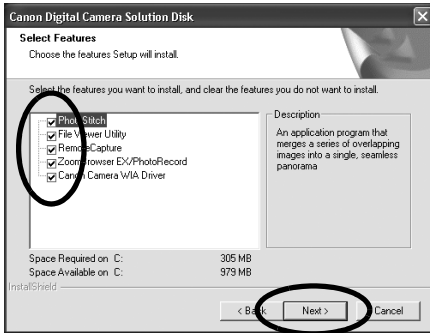 Canon Digital Camera Solution Disk
Select Features
Choose the features Setup will install.
Select the features you want to install, and clear the features you do not want to install.
PhotoStitch
File Viewer Utility
RemoteCapture
ZoomBrowser EX/PhotoRecord
Canon Camera WIA Driver
Description
An application program that
merges a series of overlapping
images into a single, seamless
panorama
Space Required on C: 305 MB
Space Available on C: 979 MB
InstallShield
< Back Next > Cancel